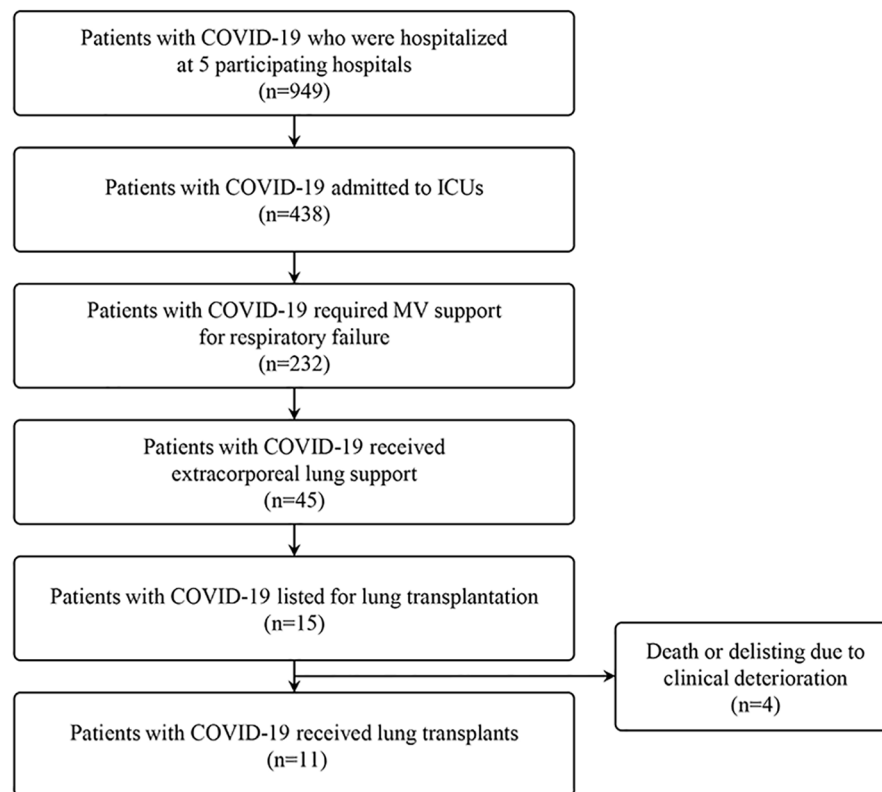 Patients with COVID-19 who were hospitalized
at 5 participating hospitals
(n=949)
Patients with COVID-19 admitted to ICUs
(n=438)
Patients with COVID-19 required MV support
for respiratory failure
(n=232)
Patients with COVID-19 received
extracorporeal lung support
(n=45)
Patients with COVID-19 listed for lung transplantation
(n=15)
Death or delisting due to
clinical deterioration
(n=4)
Patients with COVID-19 received lung transplants
(n=11)